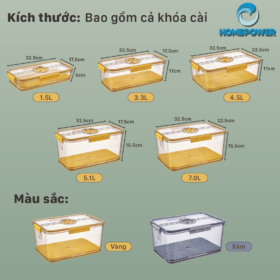 HOMEPOWER
Kích thước: Bao gồm cả khóa cài
32.5cm 17.5cm
1.5L
32.5cm 17.5cm
11cm
3.3L
32.5cm 22.5cm
11cm
4.5L
32.5cm 17.5cm
15.5cm
5.1L
32.5cm 22.5cm
15.5cm
7.0L
Màu sắc:
Vàng
Xám